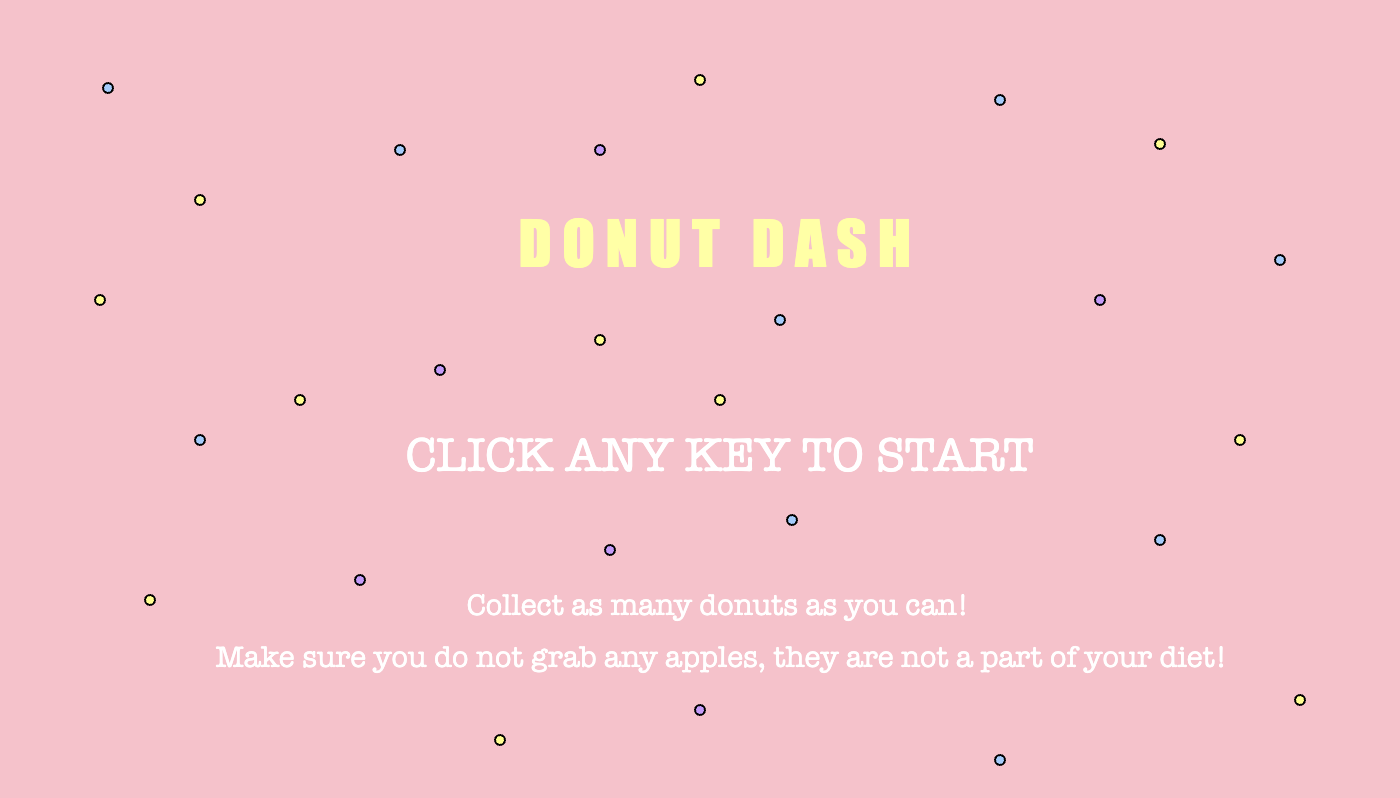 DONUT DASH
CLICK ANY KEY TO START
Collect as many donuts as you can!
Make sure you do not grab any apples, they are not a part of your diet!